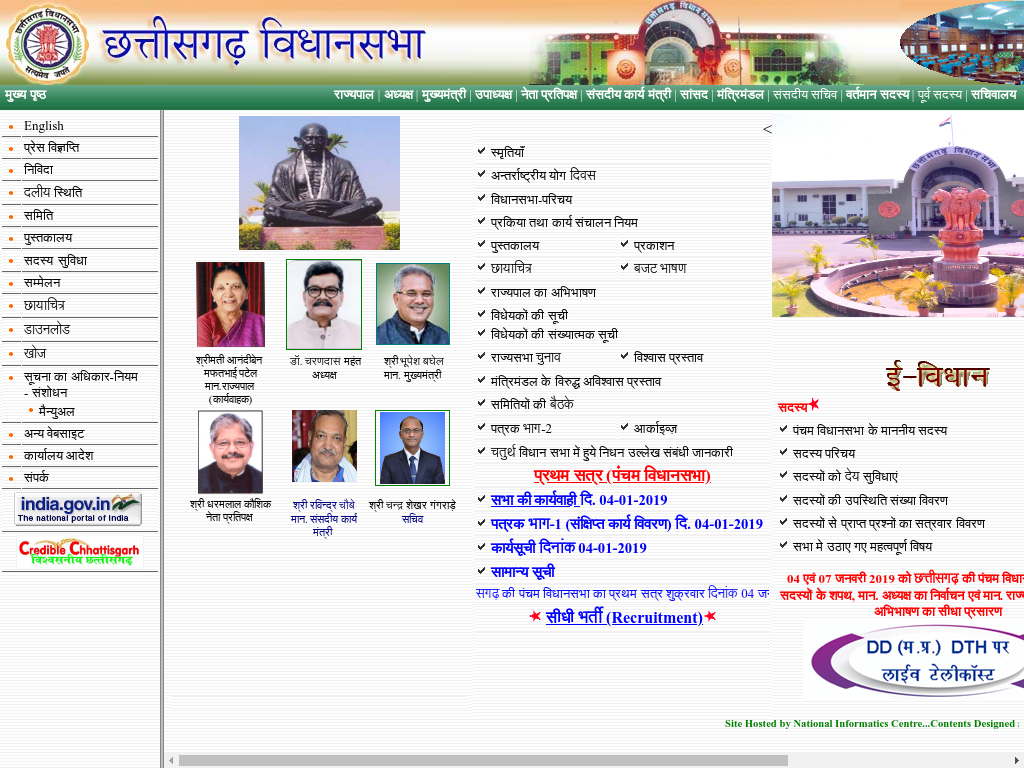 छत्तीसगढ़ विधानसभा
मुख्य पृष्ठ
राज्यपाल | अध्यक्ष | मुख्यमंत्री | उपाध्यक्ष | नेता प्रतिपक्ष | संसदीय कार्य मंत्री | सांसद | मंत्रिमंडल | संसदीय सचिव | वर्तमान सदस्य | पूर्व सदस्य | सचिवालय
English
प्रेस विज्ञप्ति
निविदा
दलीय स्थिति
समिति
पुस्तकालय
सदस्य सुविधा
सम्मेलन
छायाचित्र
डाउनलोड
खोज
सूचना का अधिकार-नियम
- संशोधन
मैन्युअल
अन्य वेबसाइट
कार्यालय आदेश
संपर्क
india.gov.in
The national portal of India
Credible Chhattisgarh
विश्वसनीय छत्तीसगढ़
श्रीमती आनंदीबेन
मफतभाई पटेल
मान.राज्यपाल
(कार्यवाहक)
डॉ. चरणदास महंत
अध्यक्ष
श्री भूपेश बघेल
मान. मुख्यमंत्री
श्री धरमलाल कौशिक
नेता प्रतिपक्ष
श्री रविन्द्र चौबे
मान. संसदीय कार्य
मंत्री
श्री चन्द्र शेखर गंगराड़े
सचिव
<
स्मृतियाँ
अन्तर्राष्ट्रीय योग दिवस
विधानसभा-परिचय
प्रकिया तथा कार्य संचालन नियम
पुस्तकालय
प्रकाशन
छायाचित्र
बजट भाषण
राज्यपाल का अभिभाषण
विधेयकों की सूची
विधेयकों की संख्यात्मक सूची
राज्यसभा चुनाव
विश्वास प्रस्ताव
मंत्रिमंडल के विरुद्ध अविश्वास प्रस्ताव
समितियों की बैठके
पत्रक भाग-2
आर्काइव्ज़
चतुर्थ विधान सभा में हुये निधन उल्लेख संबंधी जानकारी
प्रथम सत्र (पंचम विधानसभा)
सभा की कार्यवाही दि. 04-01-2019
पत्रक भाग-1 (संक्षिप्त कार्य विवरण) दि. 04-01-2019
कार्यसूची दिनांक 04-01-2019
सामान्य सूची
सगढ़ की पंचम विधानसभा का प्रथम सत्र शुक्रवार दिनांक 04
सीधी भर्ती (Recruitment)
ई-विधान
सदस्य
पंचम विधानसभा के माननीय सदस्य
सदस्य परिचय
सदस्यों को देय सुविधाएं
सदस्यों की उपस्थिति संख्या विवरण
सदस्यों से प्राप्त प्रश्नों का सत्रवार विवरण
सभा मे उठाए गए महत्वपूर्ण विषय
04 एवं 07 जनवरी 2019 को छत्तीसगढ़ की पंचम
सदस्यों के शपथ, मान. अध्यक्ष का निर्वाचन एवं मान.
अभिभाषण का सीधा प्रसारण
DD (म.प्र.) DTH पर
लाईव टेलीकॉस्ट
Site Hosted by National Informatics Centre...Contents Designed :